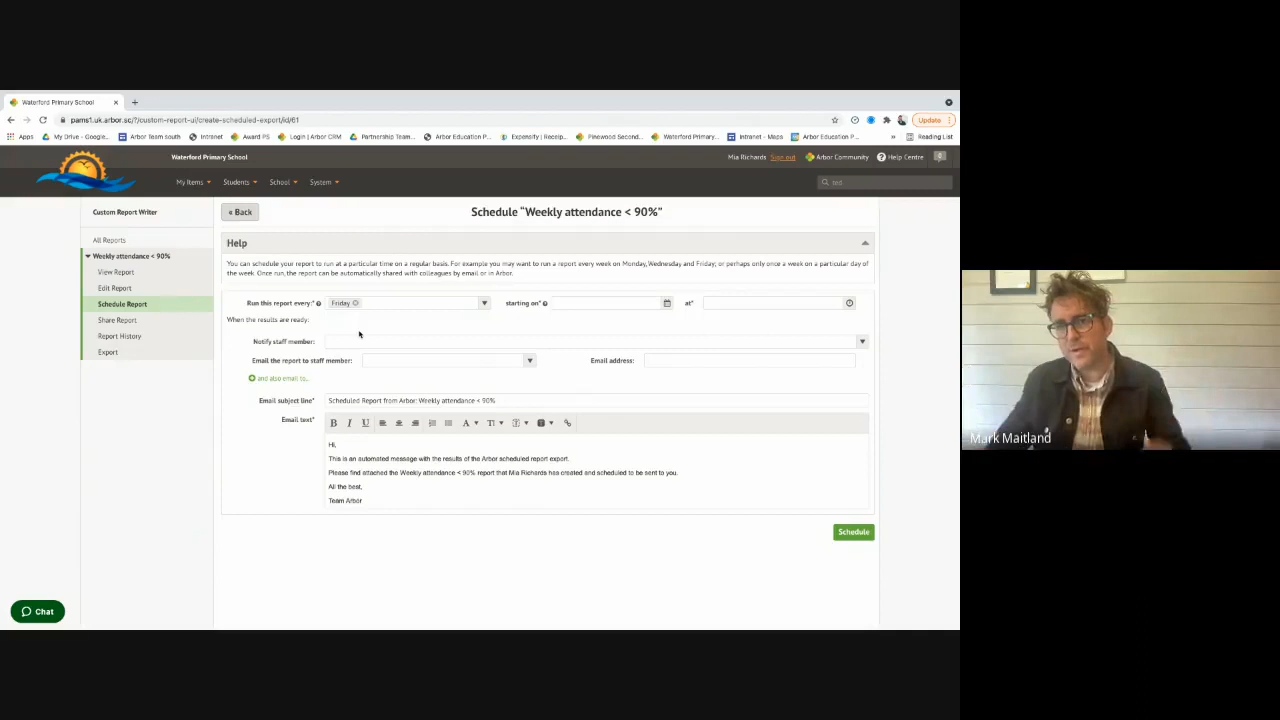 Waterford Primary School
pams1.uk.arbor.sc/?/custom-report-ui/create-scheduled-export/id/61
Update
Apps My Drive - Google... Arbor Team south Intranet Award PS Login | Arbor CRM Partnership Team... Arbor Education P... Expensify | Receip... Pinewood Second... Waterford Primary... Intranet - Maps Arbor Education P... » Reading List
Waterford Primary School Mia Richards Sign out Arbor Community Help Centre
My Items Students School System ted
Custom Report Writer
« Back Schedule "Weekly attendance < 90%"
All Reports
Weekly attendance < 90%
View Report
Edit Report
Schedule Report
Share Report
Report History
Export
Help
You can schedule your report to run at a particular time on a regular basis. For example you may want to run a report every week on Monday, Wednesday and Friday; or perhaps only once a week on a particular day of
the week. Once run, the report can be automatically shared with colleagues by email or in Arbor.
Run this report every:* Friday starting on* at*
When the results are ready:
Notify staff member:
Email the report to staff member: Email address:
and also email to...
Email subject line* Scheduled Report from Arbor: Weekly attendance < 90%
Email text* B I U
Hi,
This is an automated message with the results of the Arbor scheduled report export.
Please find attached the Weekly attendance < 90% report that Mia Richards has created and scheduled to be sent to you.
All the best,
Team Arbor
Schedule
Chat
Mark Maitland